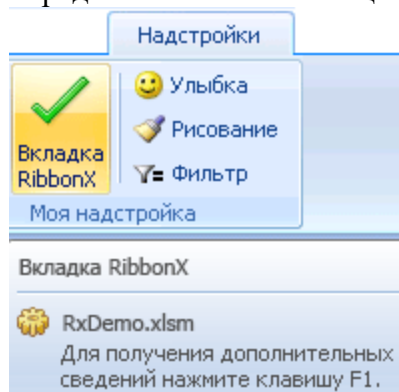 Надстройки
Вкладка
RibbonX
Улыбка
Рисование
Фильтр
Моя надстройка
Вкладка RibbonX
RxDemo.xlsm
Для получения дополнительных
сведений нажмите клавишу F1.